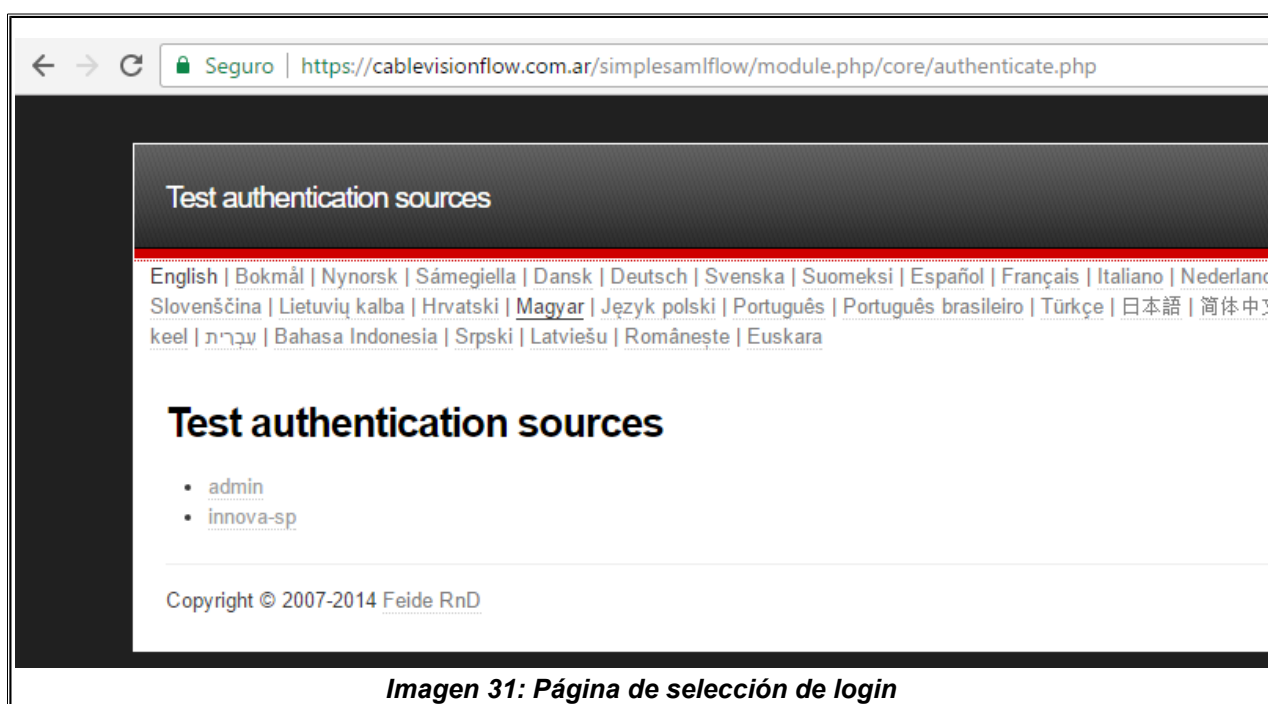 Seguro | https://cablevisionflow.com.ar/simplesamlflow/module.php/core/authenticate.php
Test authentication sources
English | Bokmål | Nynorsk | Sámegiella | Dansk | Deutsch | Svenska | Suomeksi | Español | Français | Italiano |
Slovenščina | Lietuvių kalba | Hrvatski | Magyar | Język polski | Português | Português brasileiro | Türkçe | 日本語 | 简体中
keel | עִבְרִית | Bahasa Indonesia | Srpski | Latviešu | Românește | Euskara
Test authentication sources
• admin
• innova-sp
Copyright © 2007-2014 Feide RnD
Imagen 31: Página de selección de login